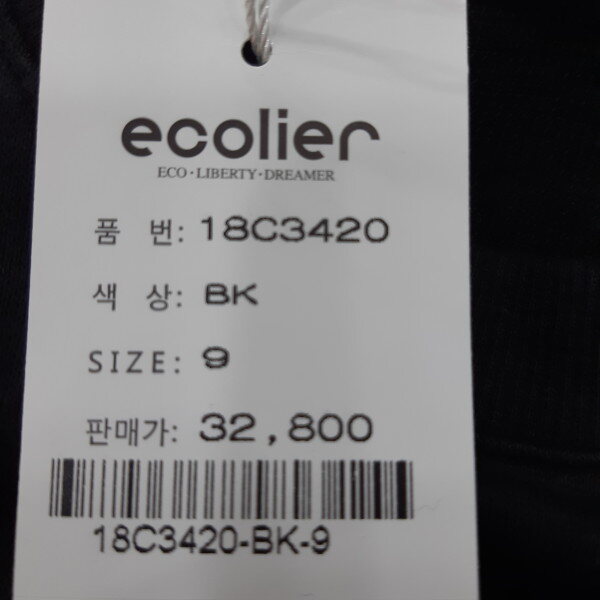 ecolier
ECO·LIBERTY·DREAMER
품 번: 18C3420
색 상: BK
SIZE: 9
판매가: 32,800
18C3420-BK-9